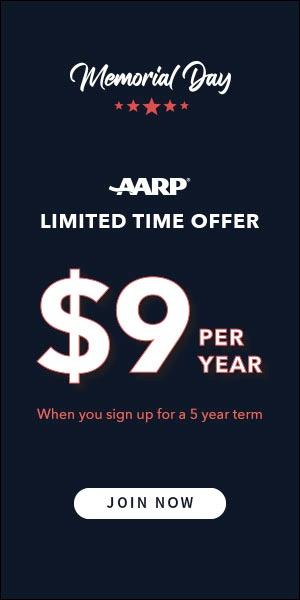 Memorial Day
AARP®
LIMITED TIME OFFER
$9 PER
YEAR
When you sign up for a 5 year term
JOIN NOW